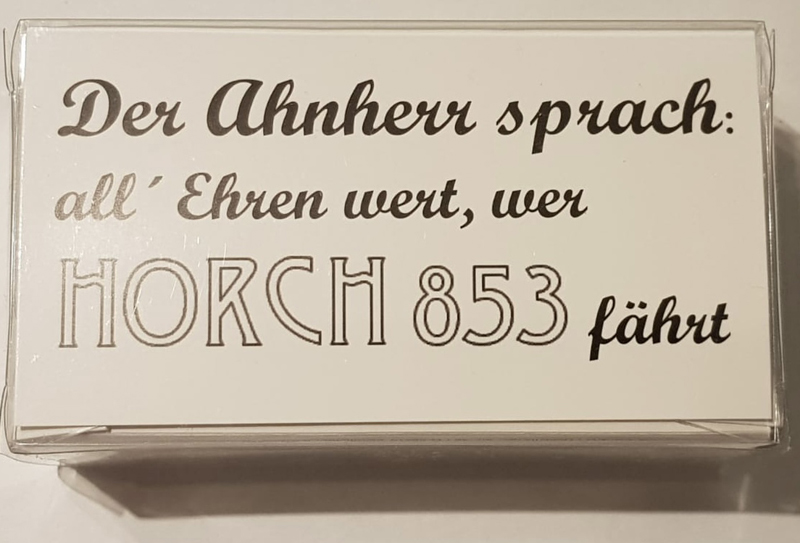 Der Ahnherr sprach:
all´ Ehren wert, wer
HORCH 853 fährt